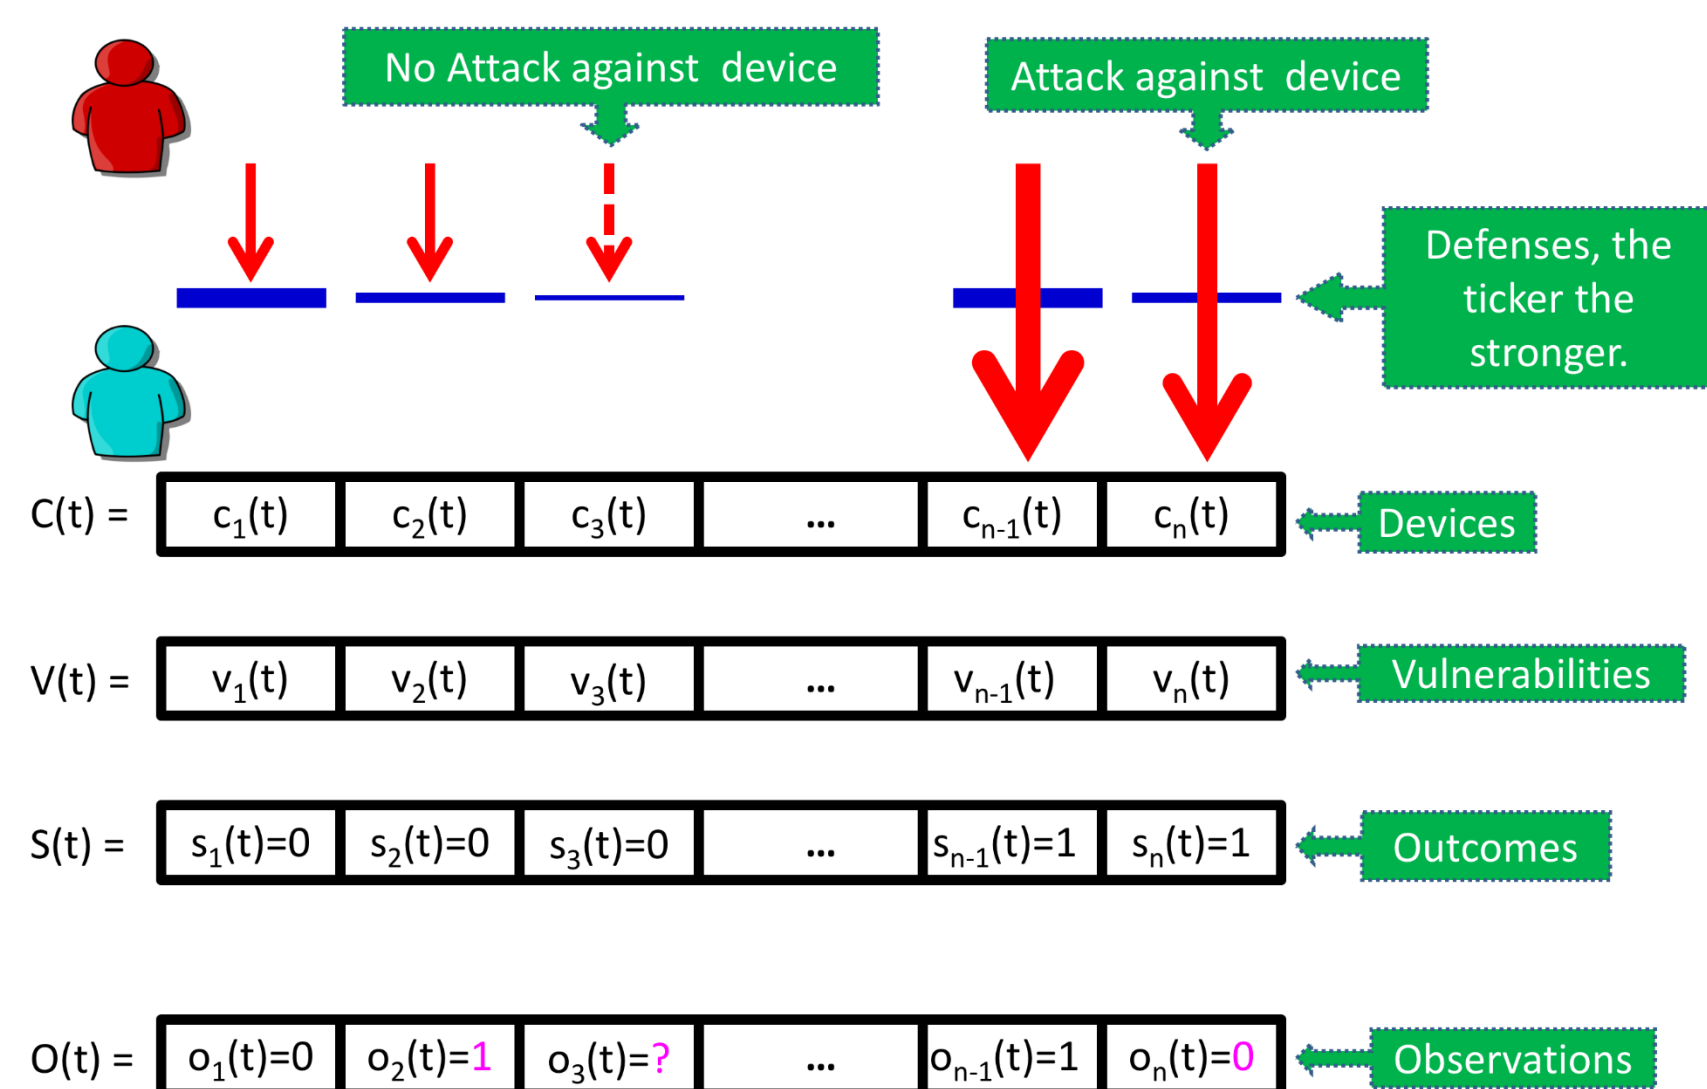 No Attack against device
Attack against device
Defenses, the
ticker the
stronger.
C(t) = c₁(t) c₂(t) c₃(t) ... cₙ₋₁(t) cₙ(t) Devices
V(t) = v₁(t) v₂(t) v₃(t) ... vₙ₋₁(t) vₙ(t) Vulnerabilities
S(t) = s₁(t)=0 s₂(t)=0 s₃(t)=0 ... sₙ₋₁(t)=1 sₙ(t)=1 Outcomes
O(t) = o₁(t)=0 o₂(t)=1 o₃(t)=? ... oₙ₋₁(t)=1 oₙ(t)=0 Observations